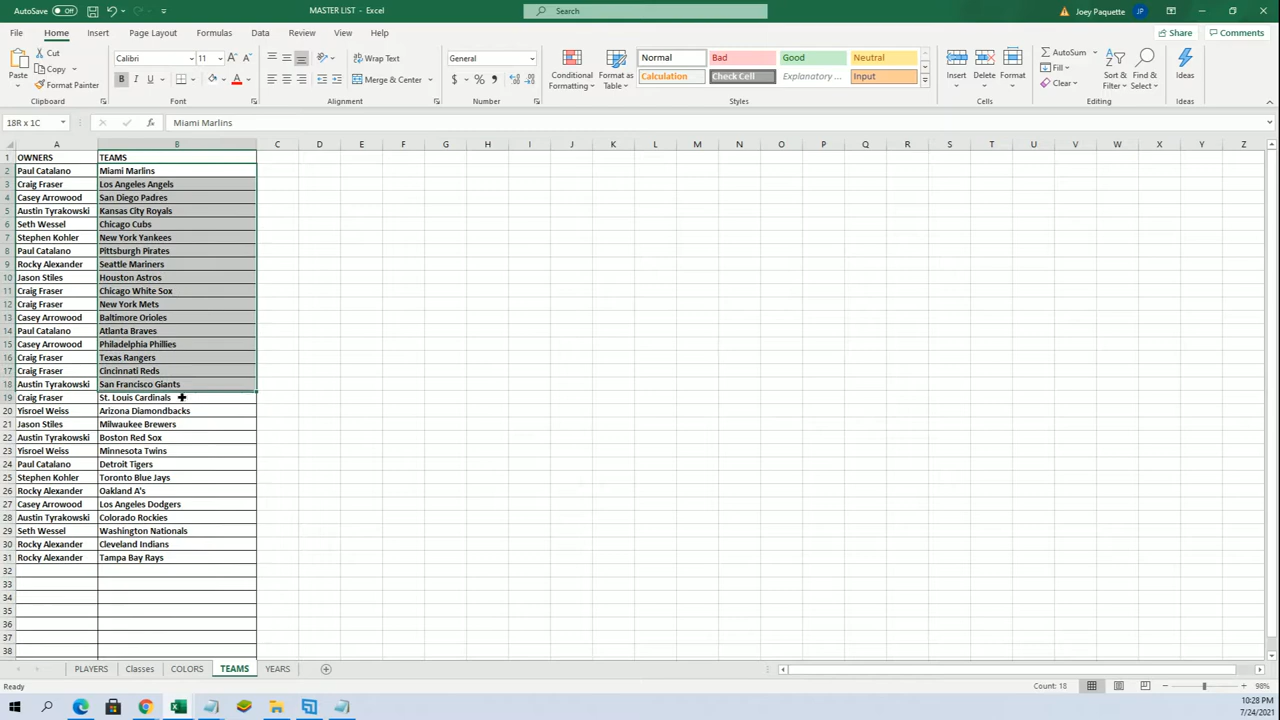 AutoSave Off MASTER LIST - Excel Search Joey Paquette JP
File Home Insert Page Layout Formulas Data Review View Help Share Comments
Paste Cut Copy Format Painter Clipboard
Calibri 11 A A B I U A Font
Wrap Text Merge & Center Alignment
General $ % Number
Conditional Formatting Format as Table Normal Bad Good Neutral Calculation Check Cell Explanatory ... Input Styles
Insert Delete Format Cells
AutoSum Fill Clear Sort & Filter Find & Select Editing
Ideas Ideas
18R x 1C fx Miami Marlins
A B C D E F G H I J K L M N O P Q R S T U V W X Y Z
1 OWNERS TEAMS
2 Paul Catalano Miami Marlins
3 Craig Fraser Los Angeles Angels
4 Casey Arrowood San Diego Padres
5 Austin Tyrakowski Kansas City Royals
6 Seth Wessel Chicago Cubs
7 Stephen Kohler New York Yankees
8 Paul Catalano Pittsburgh Pirates
9 Rocky Alexander Seattle Mariners
10 Jason Stiles Houston Astros
11 Craig Fraser Chicago White Sox
12 Craig Fraser New York Mets
13 Casey Arrowood Baltimore Orioles
14 Paul Catalano Atlanta Braves
15 Casey Arrowood Philadelphia Phillies
16 Craig Fraser Texas Rangers
17 Craig Fraser Cincinnati Reds
18 Austin Tyrakowski San Francisco Giants
19 Craig Fraser St. Louis Cardinals
20 Yisroel Weiss Arizona Diamondbacks
21 Jason Stiles Milwaukee Brewers
22 Austin Tyrakowski Boston Red Sox
23 Yisroel Weiss Minnesota Twins
24 Paul Catalano Detroit Tigers
25 Stephen Kohler Toronto Blue Jays
26 Rocky Alexander Oakland A's
27 Casey Arrowood Los Angeles Dodgers
28 Austin Tyrakowski Colorado Rockies
29 Seth Wessel Washington Nationals
30 Rocky Alexander Cleveland Indians
31 Rocky Alexander Tampa Bay Rays
32
33
34
35
36
37
38
PLAYERS Classes COLORS TEAMS YEARS
Ready Count: 18 98%
10:28 PM
7/24/2021